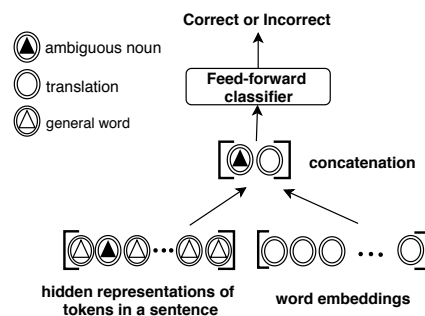 Correct or Incorrect
ambiguous noun
translation
general word
Feed-forward
classifier
concatenation
hidden representations of
tokens in a sentence
word embeddings